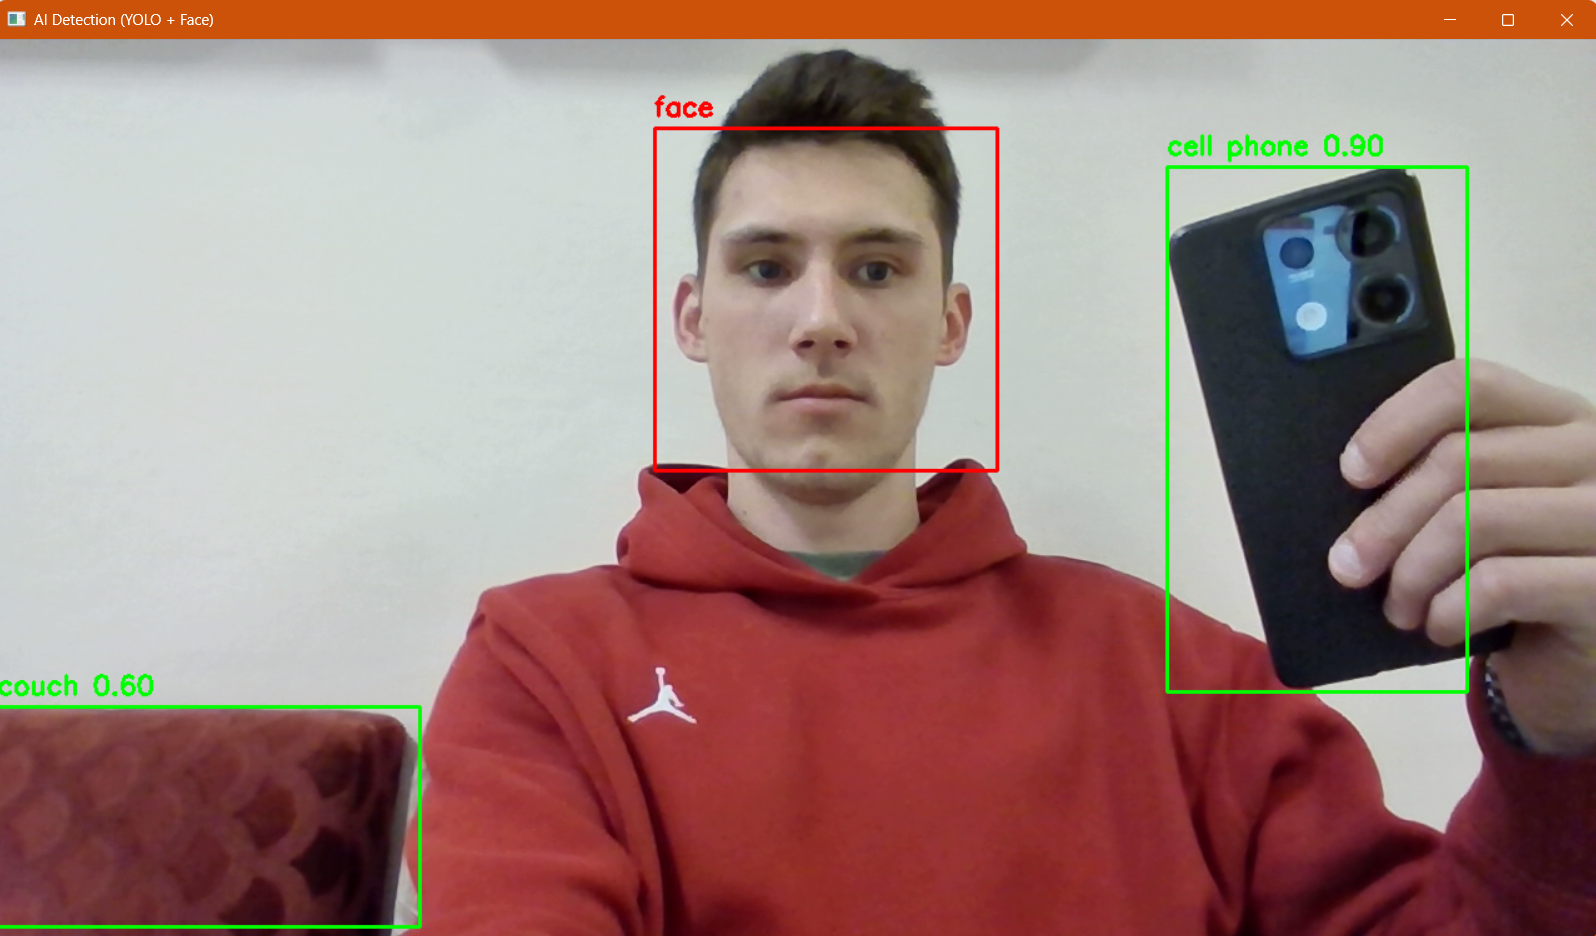 AI Detection (YOLO + Face)
face
cell phone 0.90
couch 0.60